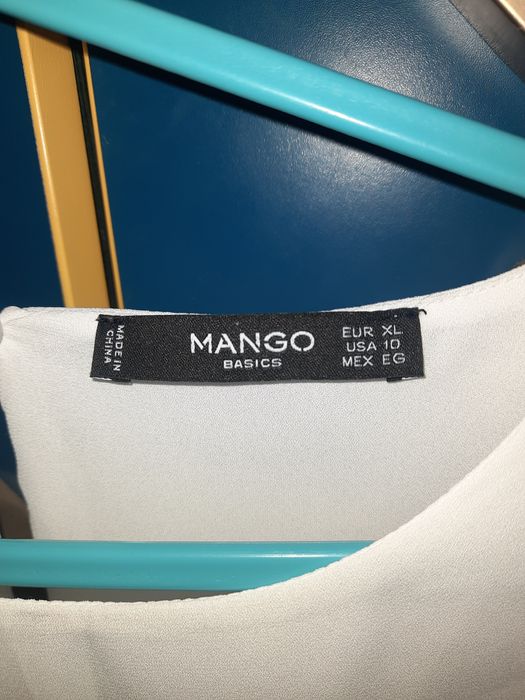 MADE IN
CHINA
MANGO
BASICS
EUR XL
USA 10
MEX EG